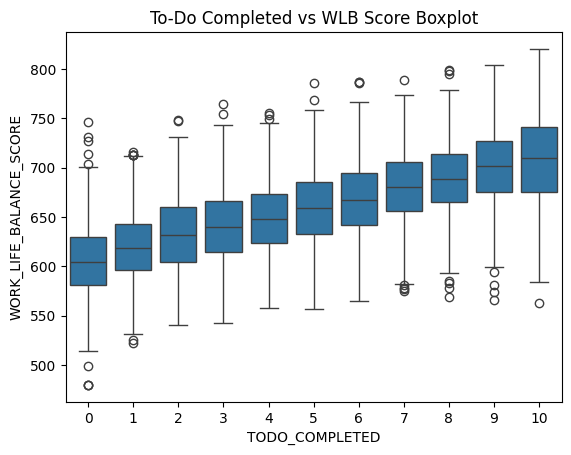 To-Do Completed vs WLB Score Boxplot
WORK_LIFE_BALANCE_SCORE
800
750
700
650
600
550
500
0 1 2 3 4 5 6 7 8 9 10
TODO_COMPLETED